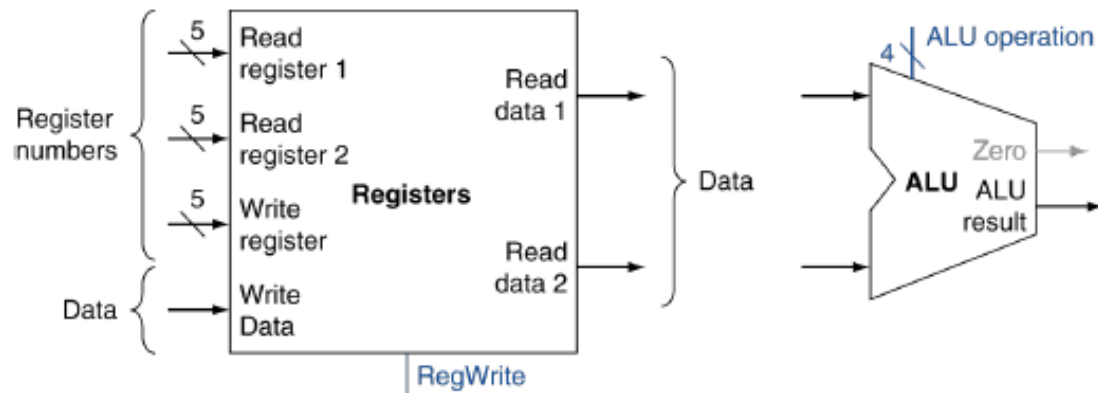 Register
numbers
Data
5
Read
register 1
5
Read
register 2
5
Write
register
Write
Data
Registers
Read
data 1
Read
data 2
RegWrite
Data
4
ALU operation
Zero
ALU
ALU
result